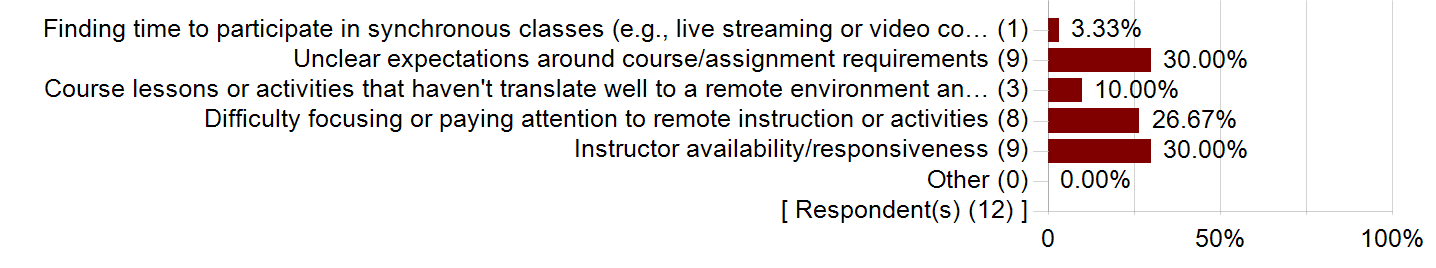 Finding time to participate in synchronous classes (e.g., live streaming or video co… (1) 3.33%
Unclear expectations around course/assignment requirements (9) 30.00%
Course lessons or activities that haven't translate well to a remote environment an… (3) 10.00%
Difficulty focusing or paying attention to remote instruction or activities (8) 26.67%
Instructor availability/responsiveness (9) 30.00%
Other (0) 0.00%
[ Respondent(s) (12) ]
0 50% 100%